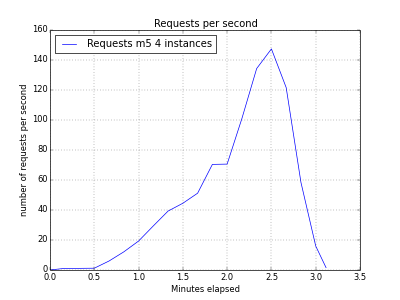 Requests per second
160
140
120
100
80
60
40
20
0
number of requests per second
Requests m5 4 instances
0.0 0.5 1.0 1.5 2.0 2.5 3.0 3.5
Minutes elapsed